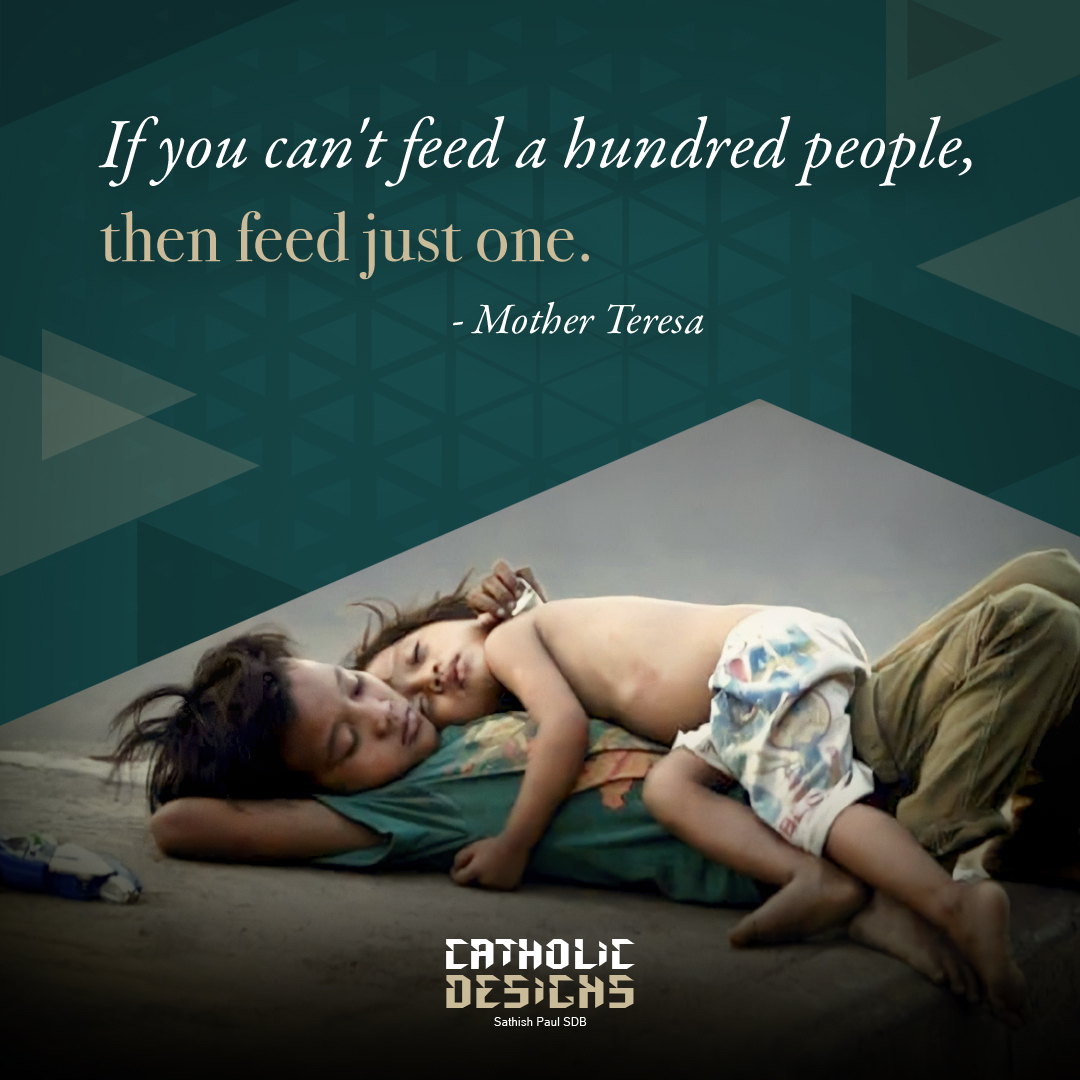 If you can't feed a hundred people,
then feed just one.
- Mother Teresa
CATHOLIC
DESIGNS
Sathish Paul SDB